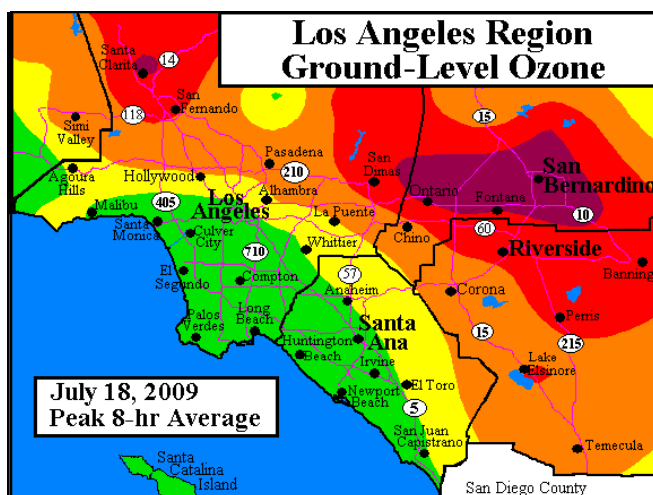 Los Angeles Region
Ground-Level Ozone
Santa
Clarita
14
San
Fernando
118
Simi
Valley
15
Pasadena
210
San
Dimas
San
Bernardino
Agoura
Hills
Hollywood
Malibu
405
Los
Angeles
Alhambra
Ontario
Fontana
10
Santa
Monica
Culver
City
La Puente
710
Whittier
Chino
60
Riverside
Banning
El
Segundo
Compton
57
Anaheim
Corona
Palos
Verdes
Long
Beach
Santa
Ana
Perris
15
215
Huntington
Beach
Irvine
Lake
Elsinore
Newport
Beach
El Toro
5
San Juan
Capistrano
Temecula
July 18, 2009
Peak 8-hr Average
Santa
Catalina
Island
San Diego County